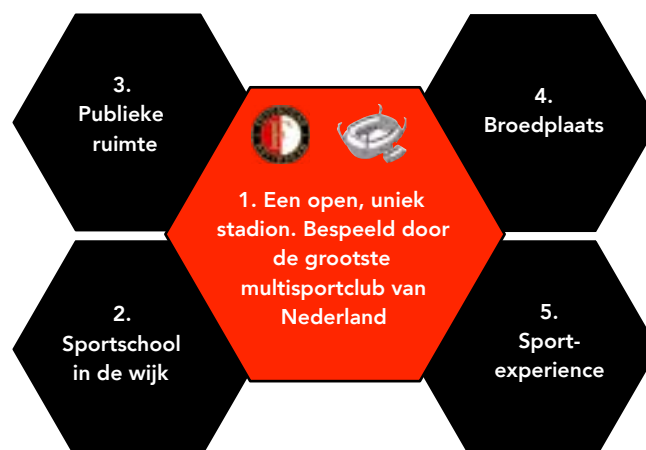 3.
Publieke
ruimte
4.
Broedplaats
1. Een open, uniek
stadion. Bespeeld door
de grootste
multisportclub van
Nederland
2.
Sportschool
in de wijk
5.
Sport-
experience